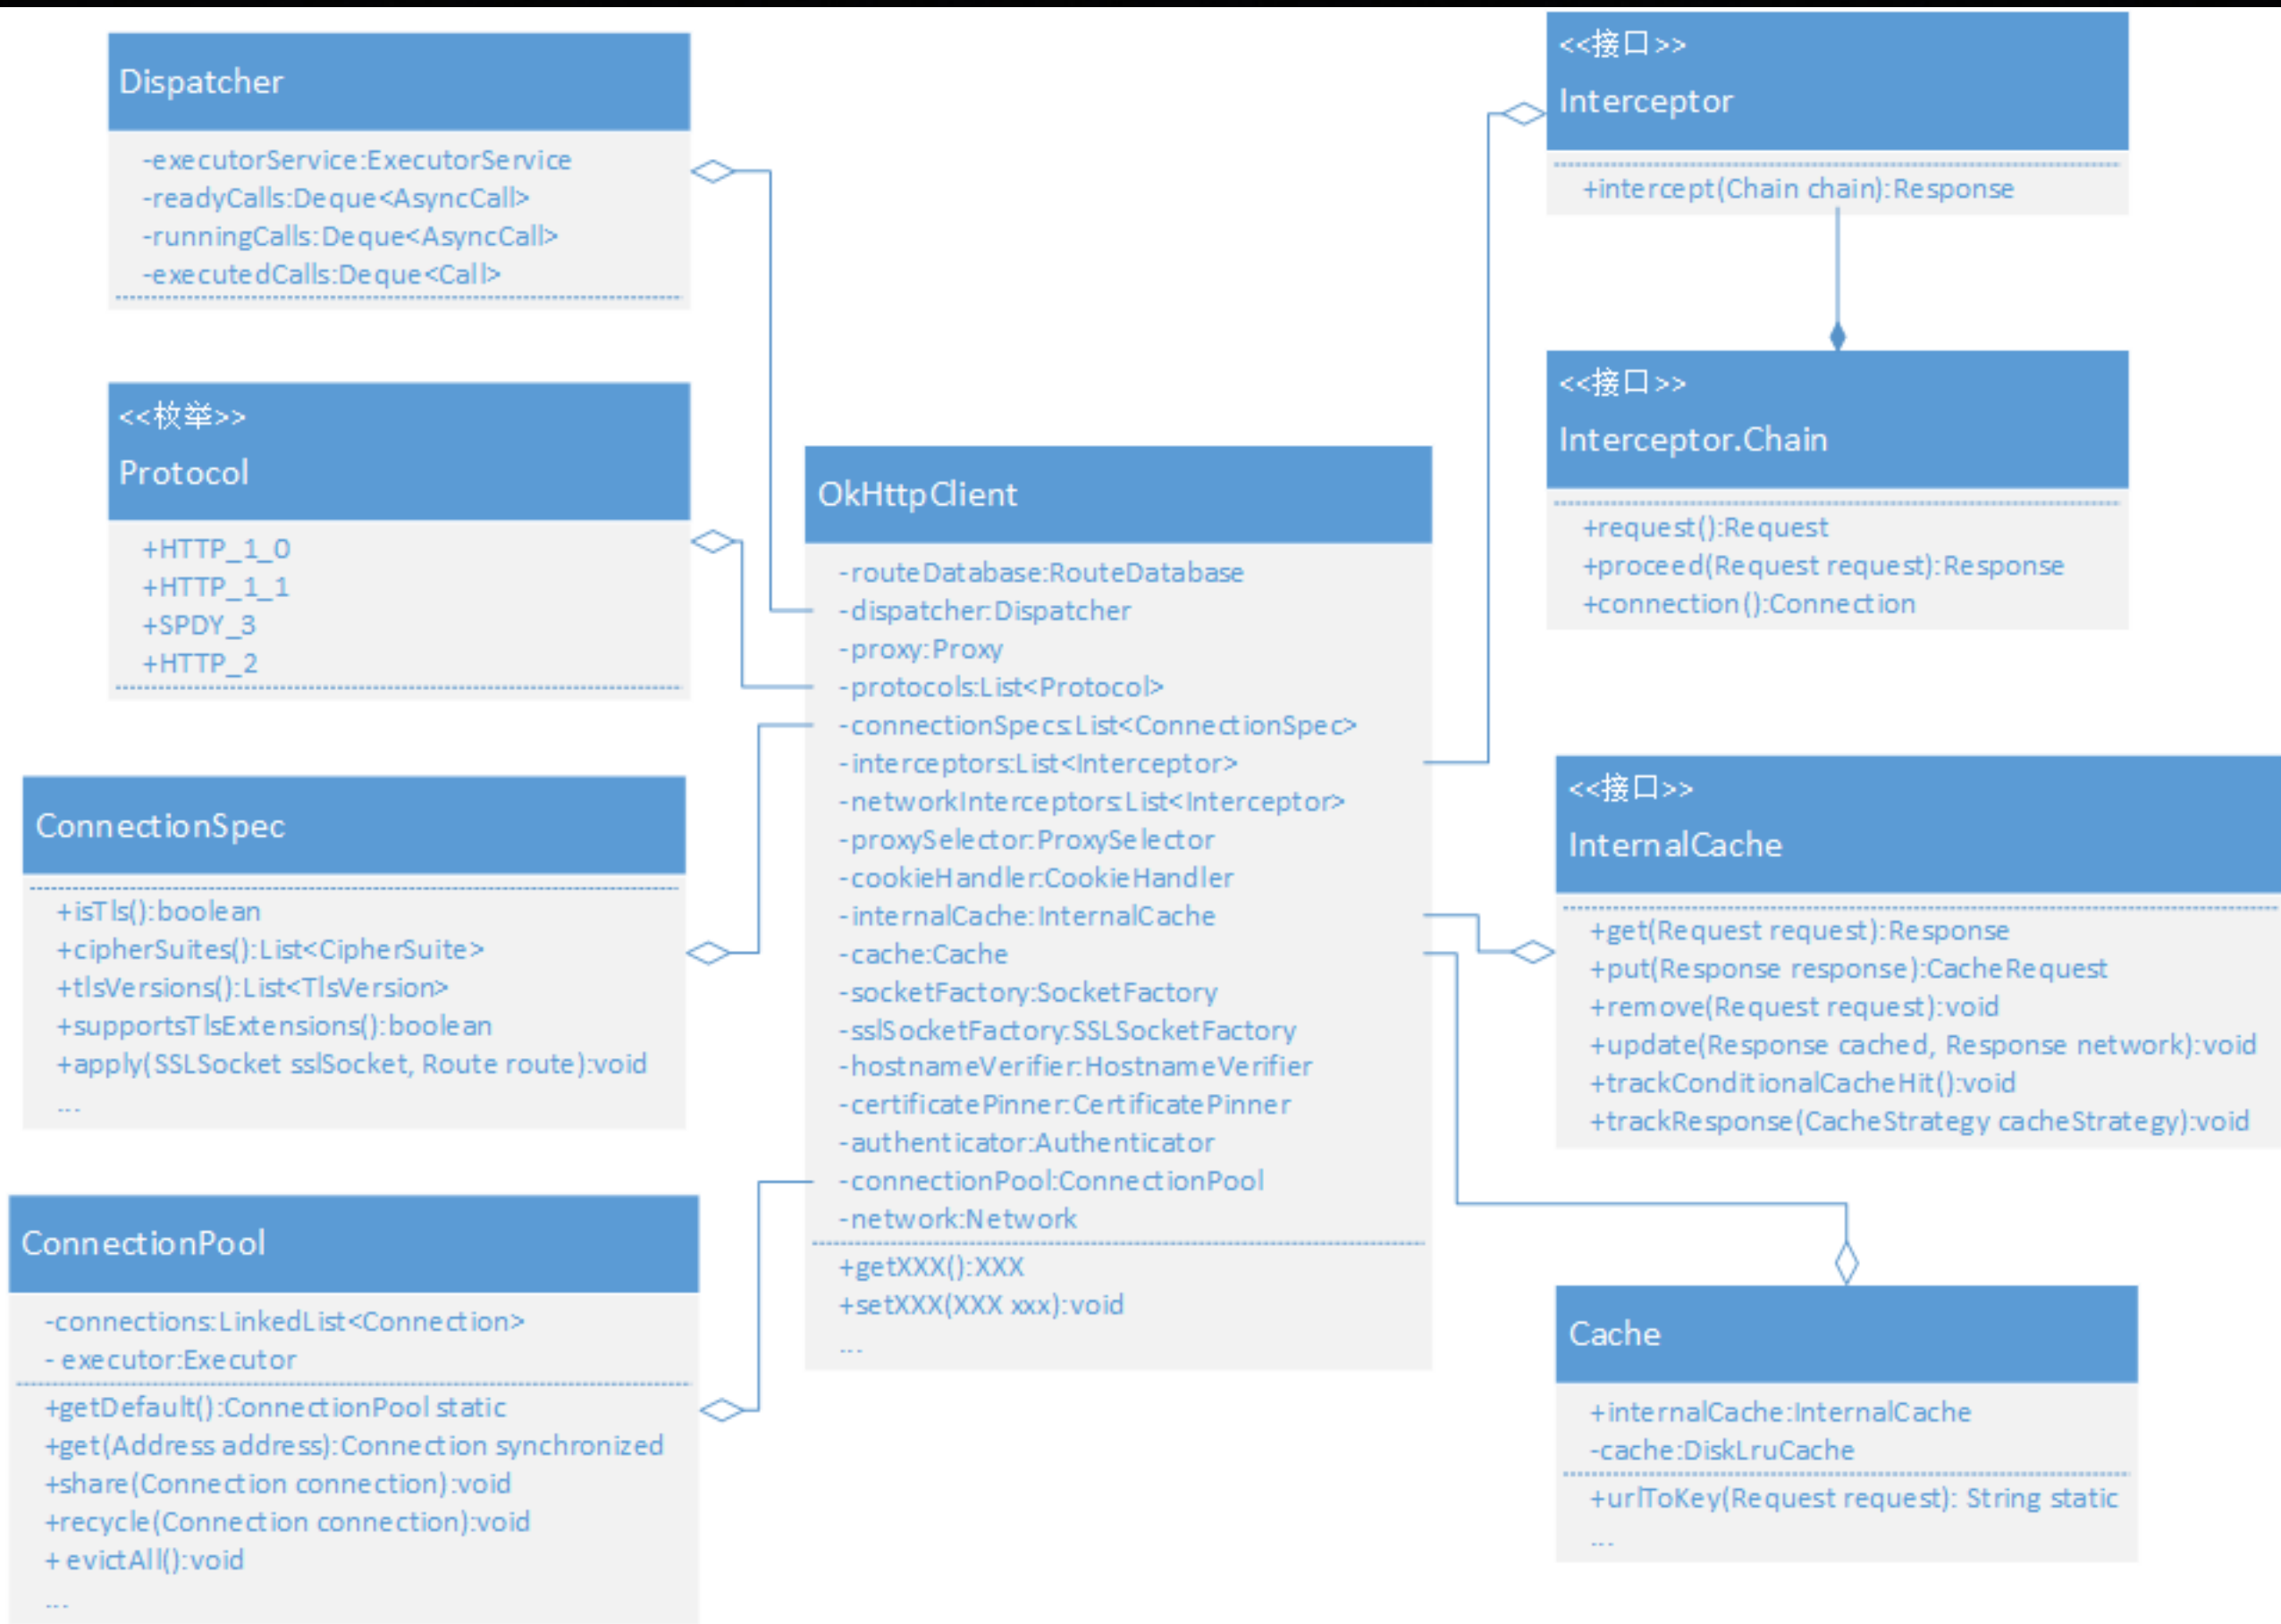 Dispatcher
-executorService:ExecutorService
-readyCalls:Deque<AsyncCall>
-runningCalls:Deque<AsyncCall>
-executedCalls:Deque<Call>
<<枚举>>
Protocol
+HTTP_1_0
+HTTP_1_1
+SPDY_3
+HTTP_2
ConnectionSpec
+isTls():boolean
+cipherSuites():List<CipherSuite>
+tlsVersions():List<TlsVersion>
+supportsTlsExtensions():boolean
+apply(SSLSocket sslSocket, Route route):void
...
ConnectionPool
-connections:LinkedList<Connection>
- executor:Executor
+getDefault():ConnectionPool static
+get(Address address):Connection synchronized
+share(Connection connection):void
+recycle(Connection connection):void
+ evictAll():void
...
OkHttpClient
-routeDatabase:RouteDatabase
-dispatcher:Dispatcher
-proxy:Proxy
-protocols:List<Protocol>
-connectionSpecs:List<ConnectionSpec>
-interceptors:List<Interceptor>
-networkInterceptors:List<Interceptor>
-proxySelector:ProxySelector
-cookieHandler:CookieHandler
-internalCache:InternalCache
-cache:Cache
-socketFactory:SocketFactory
-sslSocketFactory:SSLSocketFactory
-hostnameVerifier:HostnameVerifier
-certificatePinner:CertificatePinner
-authenticator:Authenticator
-connectionPool:ConnectionPool
-network:Network
+getXXX():XXX
+setXXX(XXX xxx):void
...
<<接口>>
Interceptor
+intercept(Chain chain):Response
<<接口>>
Interceptor.Chain
+request():Request
+proceed(Request request):Response
+connection():Connection
<<接口>>
InternalCache
+get(Request request):Response
+put(Response response):CacheRequest
+remove(Request request):void
+update(Response cached, Response network):void
+trackConditionalCacheHit():void
+trackResponse(CacheStrategy cacheStrategy):void
Cache
+internalCache:InternalCache
-cache:DiskLruCache
+urlToKey(Request request): String static
...